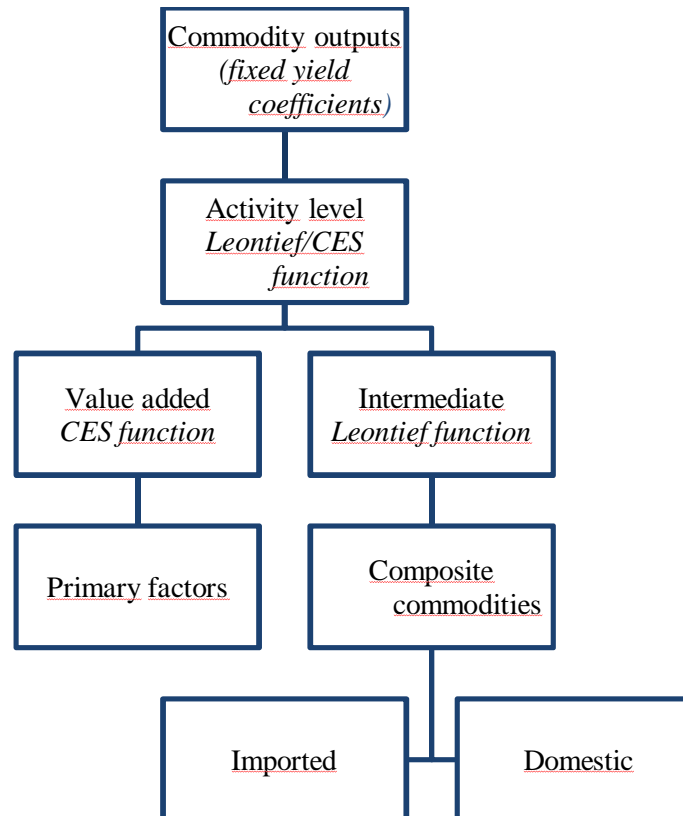 Commodity outputs
(fixed yield
coefficients)
Activity level
Leontief/CES
function
Value added
CES function
Intermediate
Leontief function
Primary factors
Composite
commodities
Imported
Domestic